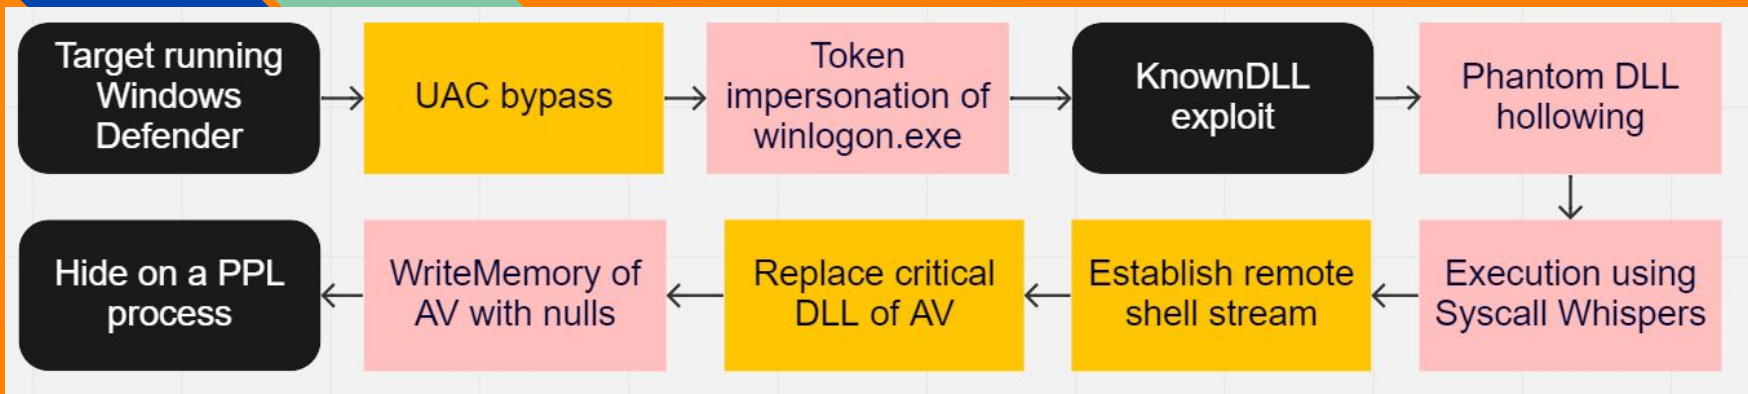 Target running
Windows
Defender
UAC bypass
Token
impersonation of
winlogon.exe
KnownDLL
exploit
Phantom DLL
hollowing
Execution using
Syscall Whispers
Establish remote
shell stream
Replace critical
DLL of AV
WriteMemory of
AV with nulls
Hide on a PPL
process